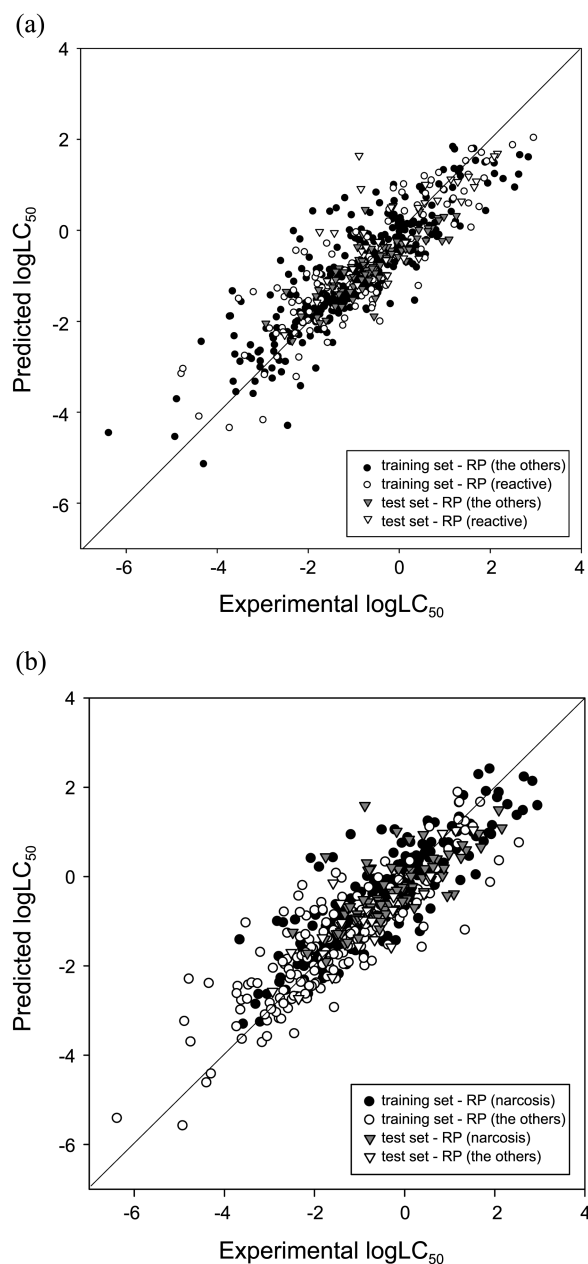 (a)
4
2
0
-2
-4
-6
Predicted logLC50
training set - RP (the others)
training set - RP (reactive)
test set - RP (the others)
test set - RP (reactive)
-6 -4 -2 0 2 4
Experimental logLC50
(b)
4
2
0
-2
-4
-6
Predicted logLC50
training set - RP (narcosis)
training set - RP (the others)
test set - RP (narcosis)
test set - RP (the others)
-6 -4 -2 0 2 4
Experimental logLC50